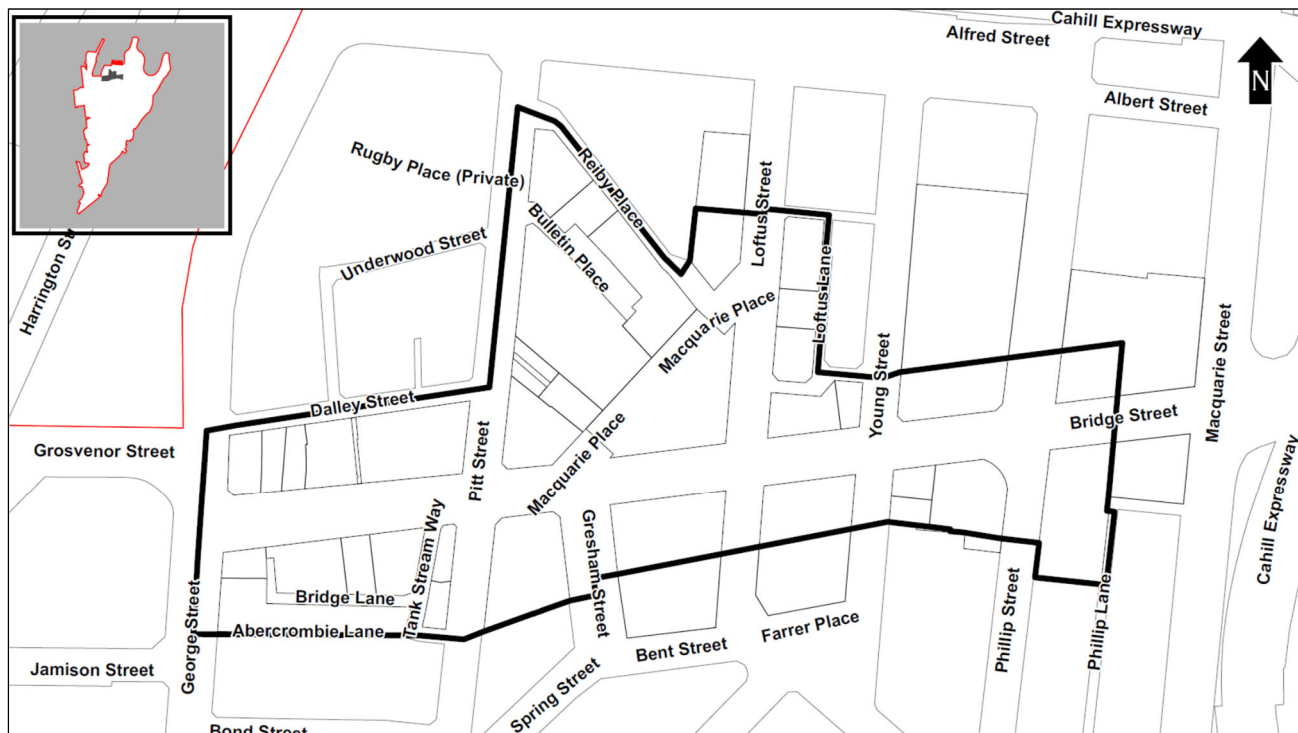 Cahill Expressway
Alfred Street
N
Albert Street
Rugby Place (Private)
Reiby Place
Harrington St
Underwood Street
Bulletin Place
Loftus Street
Loftus Lane
Macquarie Place
Macquarie Street
Dalley Street
Young Street
Bridge Street
Grosvenor Street
Pitt Street
Macquarie Place
Cahill Expressway
Tank Stream Way
Gresham Street
George Street
Bridge Lane
Abercrombie Lane
Phillip Street
Phillip Lane
Farrer Place
Bent Street
Jamison Street
Spring Street
Bond Street